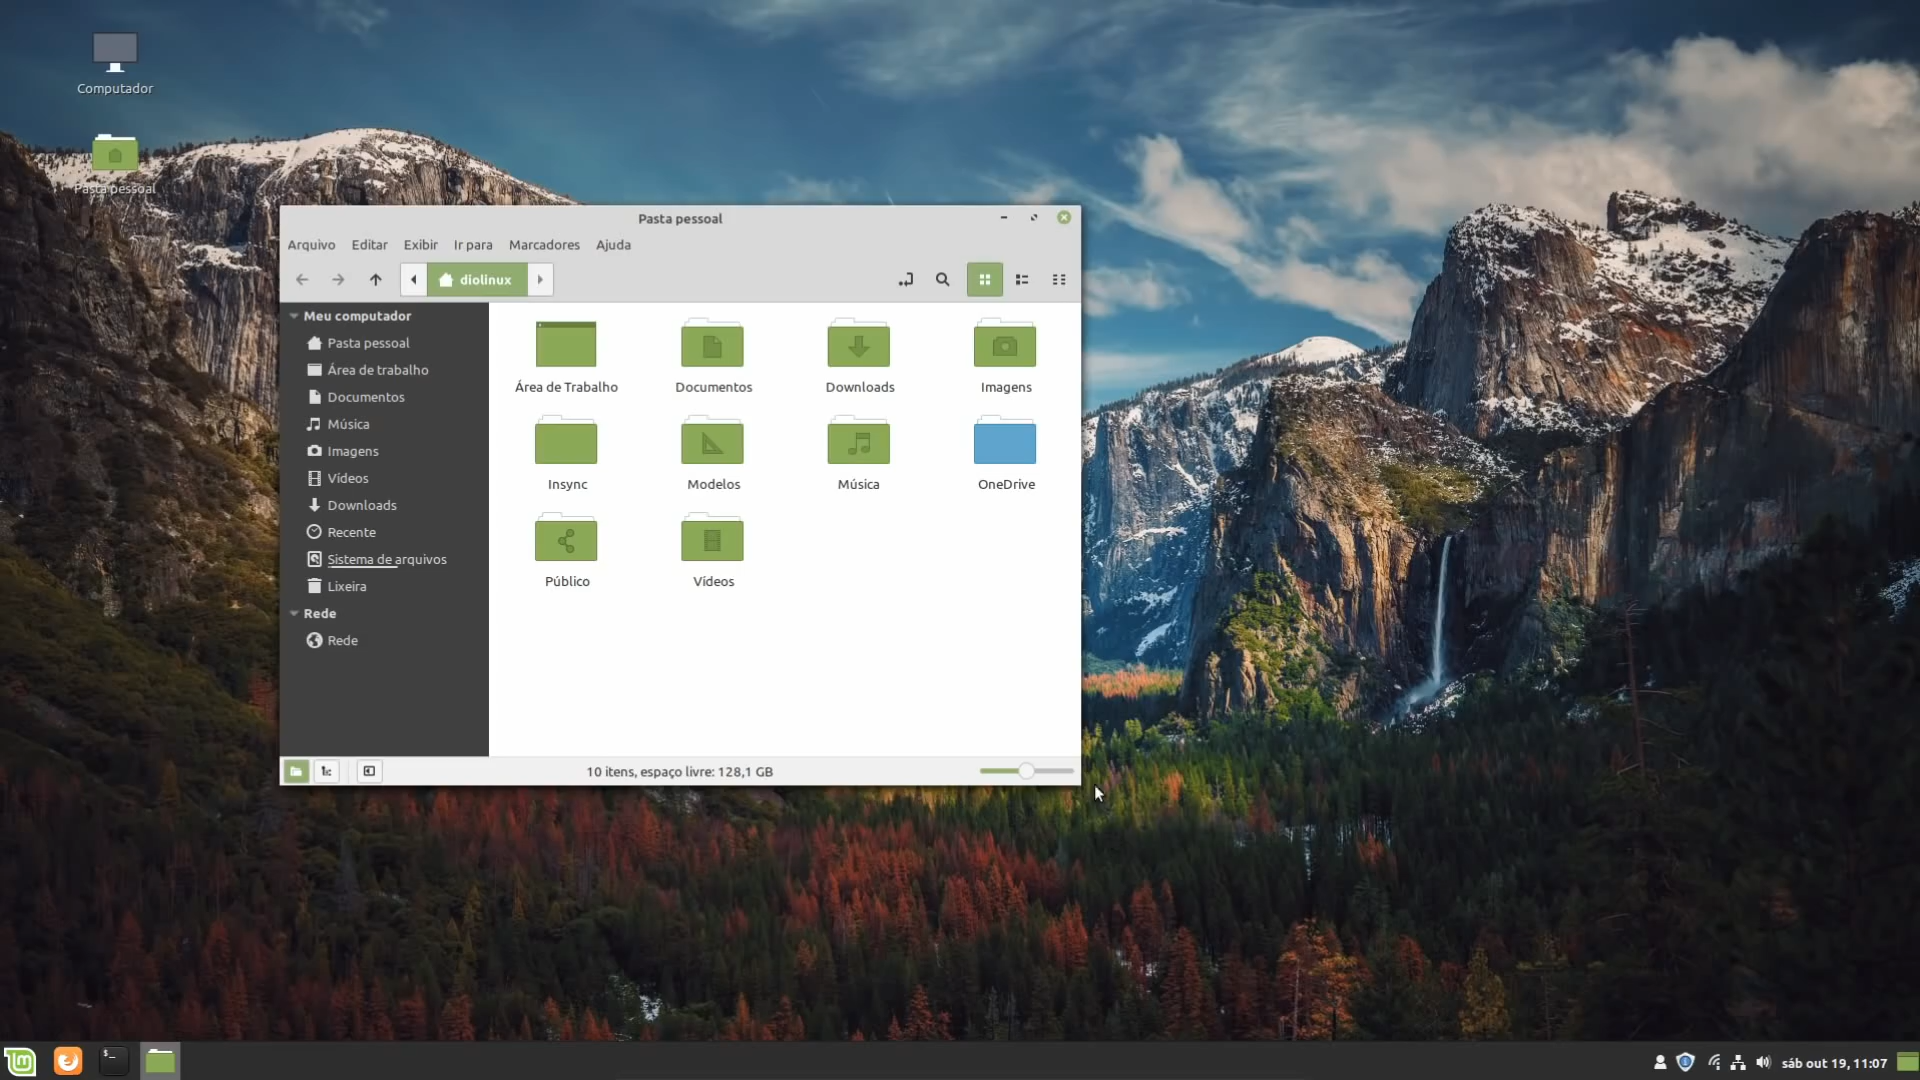 Computador
Pasta pessoal
Pasta pessoal
Arquivo Editar Exibir Ir para Marcadores Ajuda
diolinux
Meu computador
Pasta pessoal
Área de trabalho
Documentos
Música
Imagens
Vídeos
Downloads
Recente
Sistema de arquivos
Lixeira
Rede
Rede
Área de Trabalho Documentos Downloads Imagens
Insync Modelos Música OneDrive
Público Vídeos
10 itens, espaço livre: 128,1 GB
$_
sáb out 19, 11:07